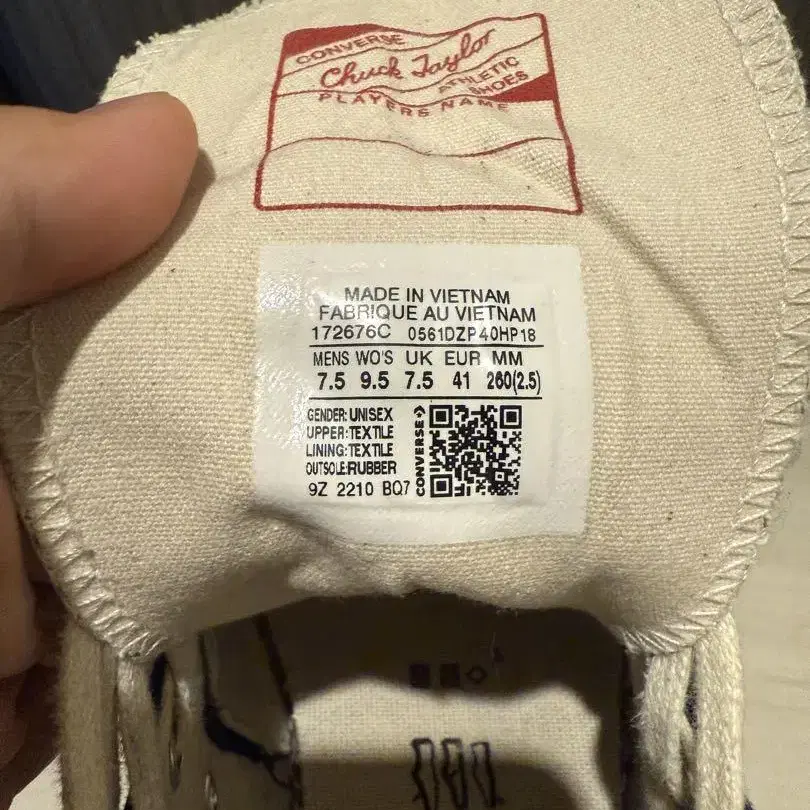 CONVERSE
Chuck Taylor
ATHLETIC
SHOES
PLAYERS NAME
MADE IN VIETNAM
FABRIQUE AU VIETNAM
172676C 0561DZP40HP18
MENS WO'S UK EUR MM
7.5 9.5 7.5 41 260(2.5)
GENDER: UNISEX
UPPER:TEXTILE
LINING:TEXTILE
OUTSOLE:RUBBER
9Z 2210 BQ7
CONVERSE